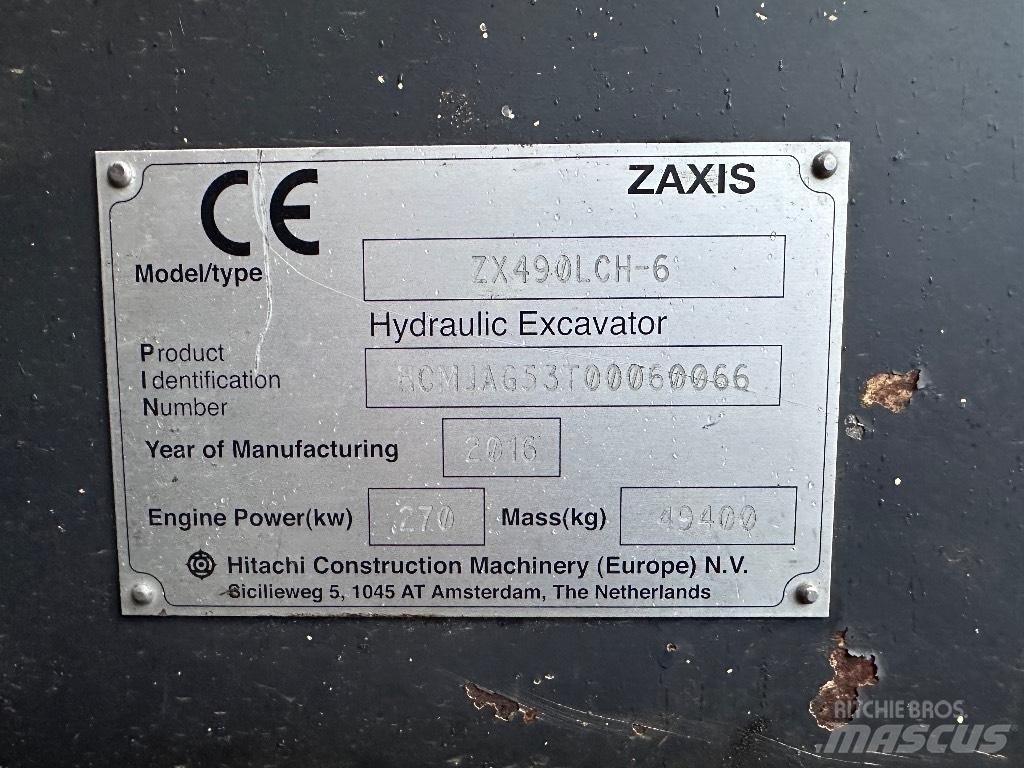 CE ZAXIS
Model/type ZX490LCH-6
Hydraulic Excavator
Product
Identification HCMJAG53T00060066
Number
Year of Manufacturing 2016
Engine Power(kw) 270 Mass(kg) 49400
Hitachi Construction Machinery (Europe) N.V.
Sicilieweg 5, 1045 AT Amsterdam, The Netherlands
RITCHIE BROS.
MASCUS